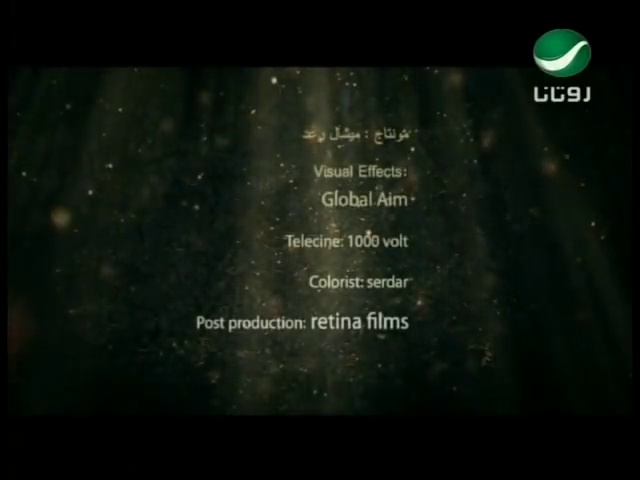 روتانا
مونتاج : ميشال رعد
Visual Effects:
Global Aim
Telecine: 1000 volt
Colorist: serdar
Post production: retina films